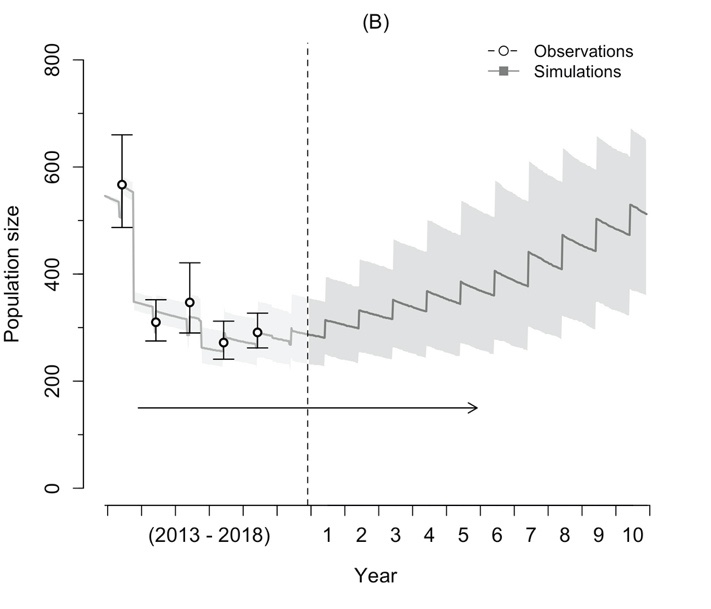 (B)
Observations
Simulations
Population size
800
600
400
200
0
(2013 - 2018) 1 2 3 4 5 6 7 8 9 10
Year